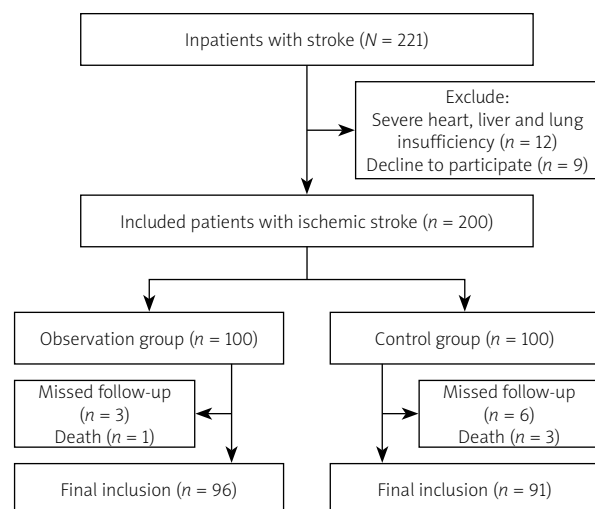 Inpatients with stroke (N = 221)
Exclude:
Severe heart, liver and lung
insufficiency (n = 12)
Decline to participate (n = 9)
Included patients with ischemic stroke (n = 200)
Observation group (n = 100)
Control group (n = 100)
Missed follow-up
(n = 3)
Death (n = 1)
Missed follow-up
(n = 6)
Death (n = 3)
Final inclusion (n = 96)
Final inclusion (n = 91)